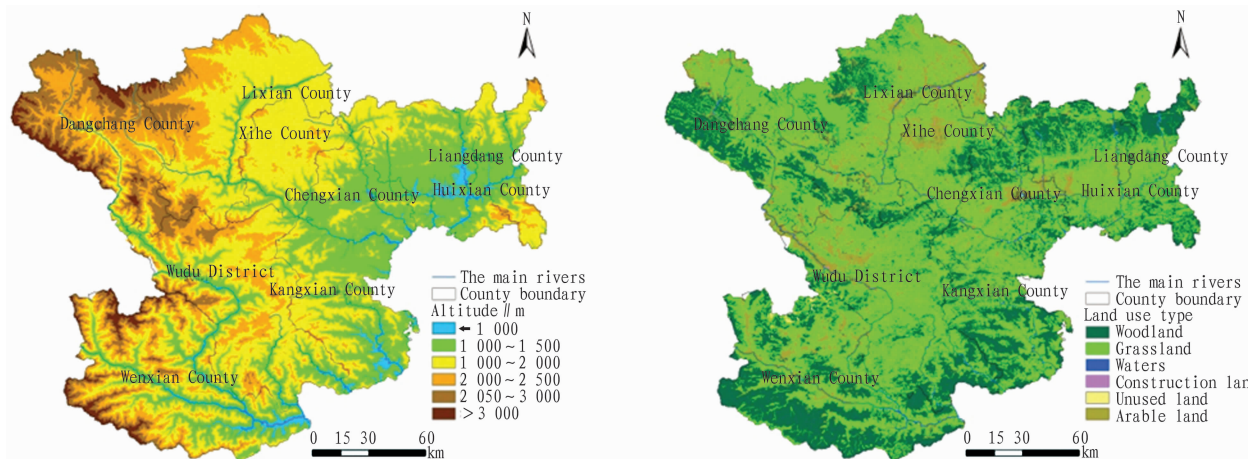 N
Lixian County
Dangchang County
Xihe County
Liangdang County
Chengxian County
Huixian County
Wudu District
Kangxian County
Wenxian County
The main rivers
County boundary
Altitude∥m
← 1 000
1 000~1 500
1 000~2 000
2 000~2 500
2 050~3 000
>3 000
0 15 30 60
km
N
Lixian County
Dangchang County
Xihe County
Liangdang County
Chengxian County
Huixian County
Wudu District
Kangxian County
Wenxian County
The main rivers
County boundary
Land use type
Woodland
Grassland
Waters
Construction lan
Unused land
Arable land
0 15 30 60
km